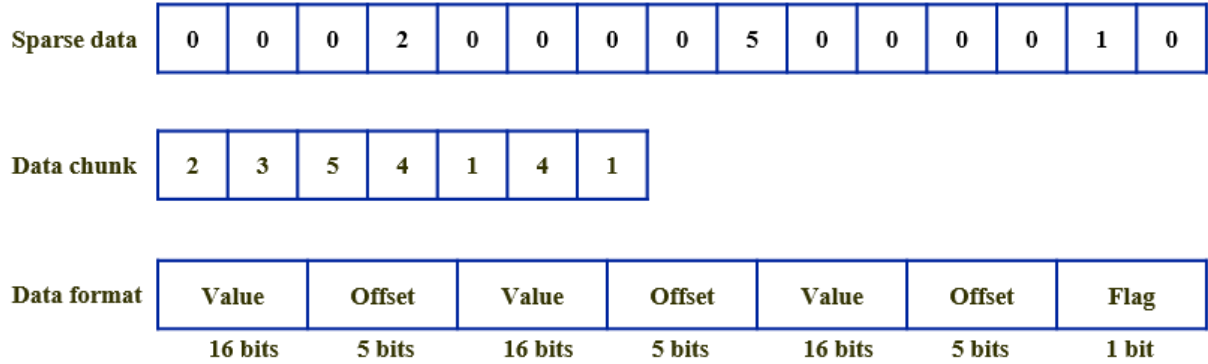 Sparse data 0 0 0 2 0 0 0 0 5 0 0 0 0 1 0
Data chunk 2 3 5 4 1 4 1
Data format Value Offset Value Offset Value Offset Flag
16 bits 5 bits 16 bits 5 bits 16 bits 5 bits 1 bit